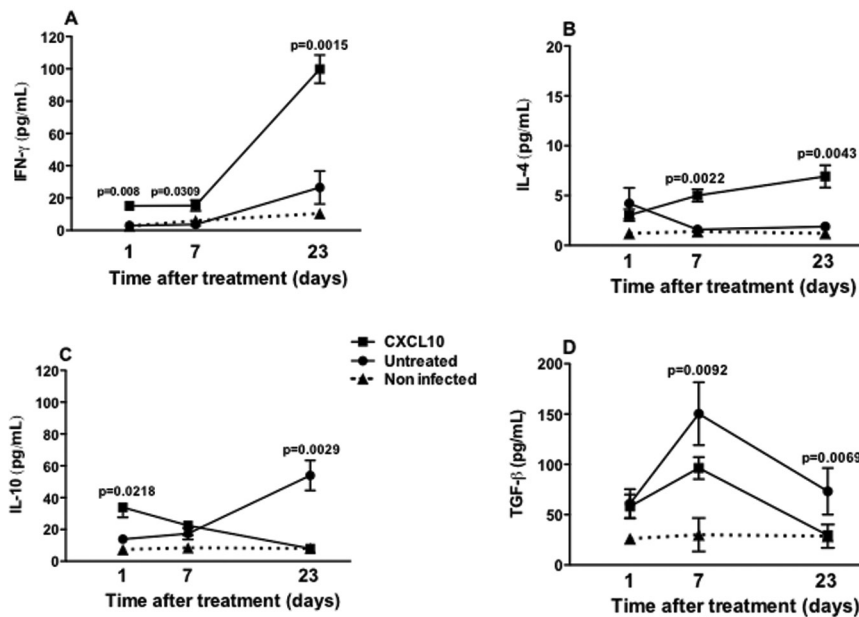 A
IFN-γ (pg/mL)
120
100
80
60
40
20
0
p=0.008
p=0.0309
p=0.0015
1 7 23
Time after treatment (days)
B
IL-4 (pg/mL)
20
15
10
5
0
p=0.0022
p=0.0043
1 7 23
Time after treatment (days)
CXCL10
Untreated
Non infected
C
IL-10 (pg/mL)
120
100
80
60
40
20
0
p=0.0218
p=0.0029
1 7 23
Time after treatment (days)
D
TGF-β (pg/mL)
200
150
100
50
0
p=0.0092
p=0.0069
1 7 23
Time after treatment (days)